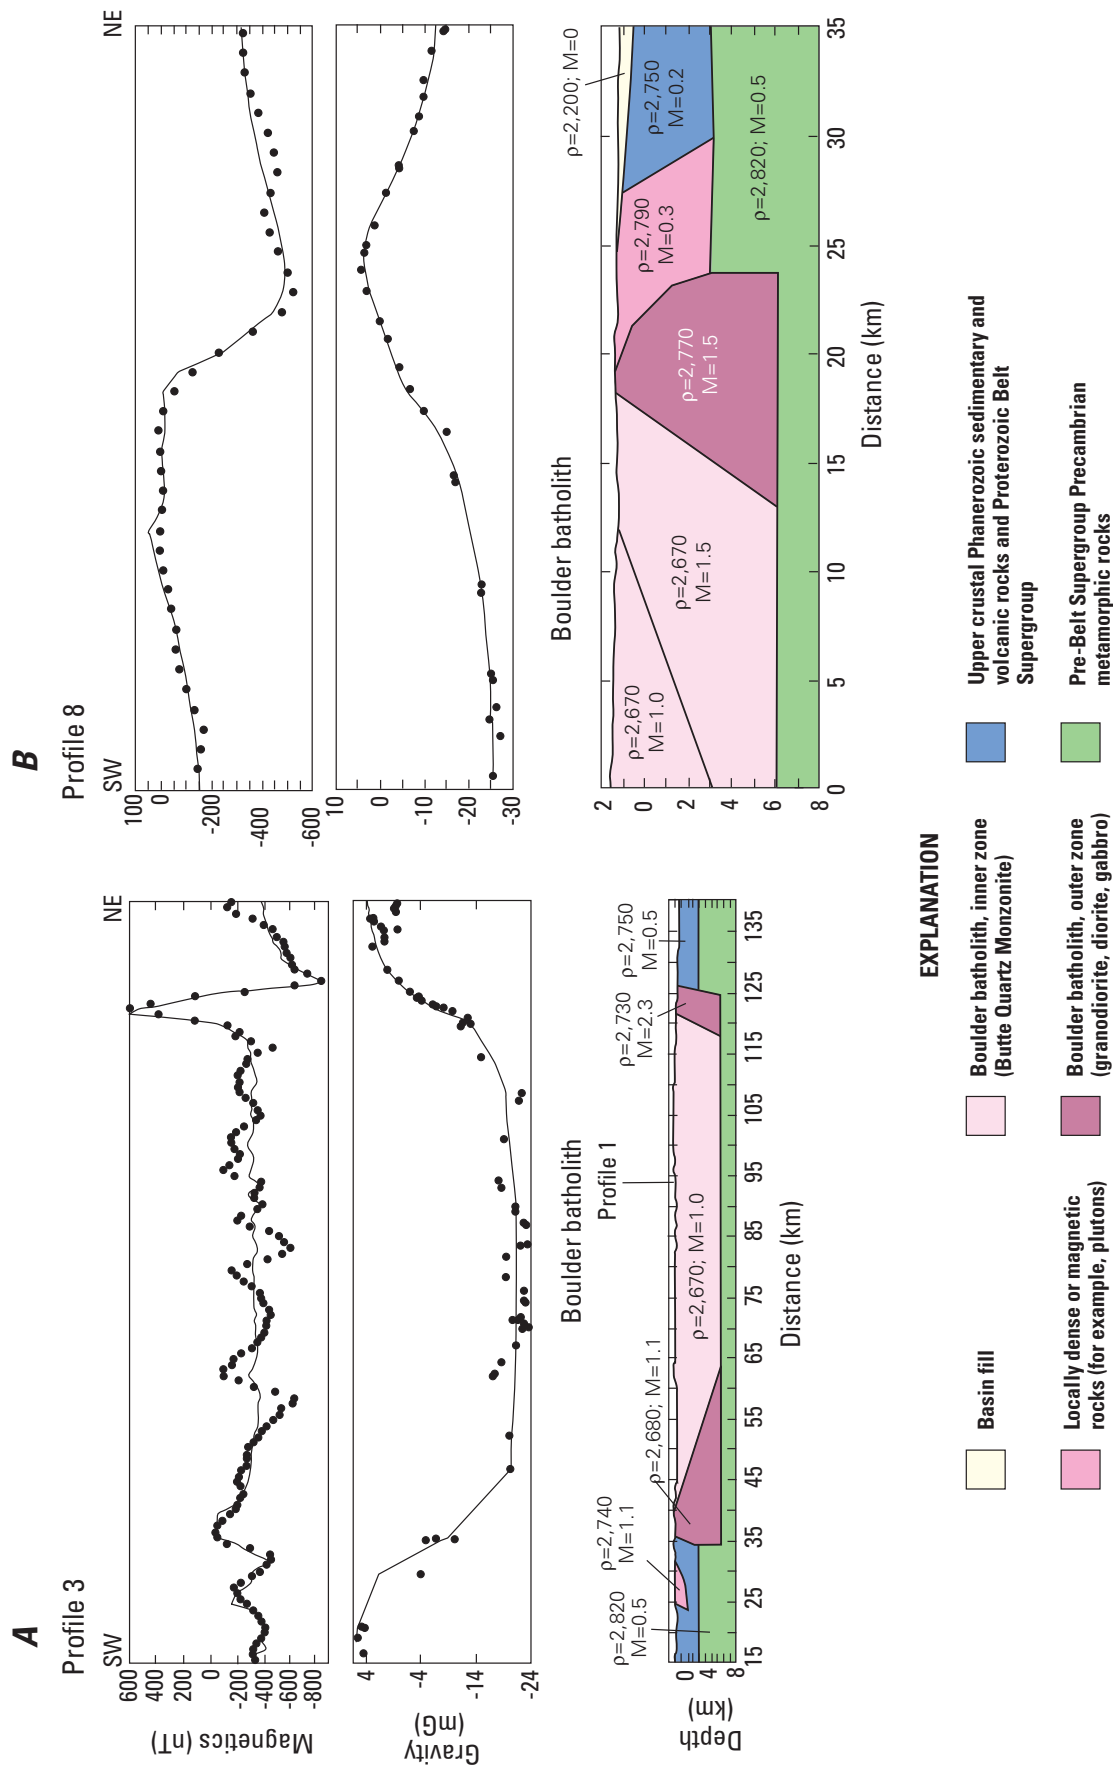 A
Profile 3
SW
NE
600
400
200
0
-200
-400
-600
-800
Magnetics (nT)
4
-4
-14
-24
Gravity
(mG)
Boulder batholith
Profile 1
ρ=2,820
M=0.5
ρ=2,740
M=1.1
ρ=2,680; M=1.1
ρ=2,670; M=1.0
ρ=2,730
M=2.3
ρ=2,750
M=0.5
0
4
8
Depth
(km)
15
25
35
45
55
65
75
85
95
105
115
125
135
Distance (km)
B
Profile 8
SW
NE
100
0
-200
-400
-600
10
0
-10
-20
-30
Boulder batholith
ρ=2,670
M=1.0
ρ=2,670
M=1.5
ρ=2,770
M=1.5
ρ=2,790
M=0.3
ρ=2,200; M=0
ρ=2,750
M=0.2
ρ=2,820; M=0.5
2
0
2
4
6
8
0
5
10
15
20
25
30
35
Distance (km)
EXPLANATION
Basin fill
Locally dense or magnetic
rocks (for example, plutons)
Boulder batholith, inner zone
(Butte Quartz Monzonite)
Boulder batholith, outer zone
(granodiorite, diorite, gabbro)
Upper crustal Phanerozoic sedimentary and
volcanic rocks and Proterozoic Belt
Supergroup
Pre-Belt Supergroup Precambrian
metamorphic rocks